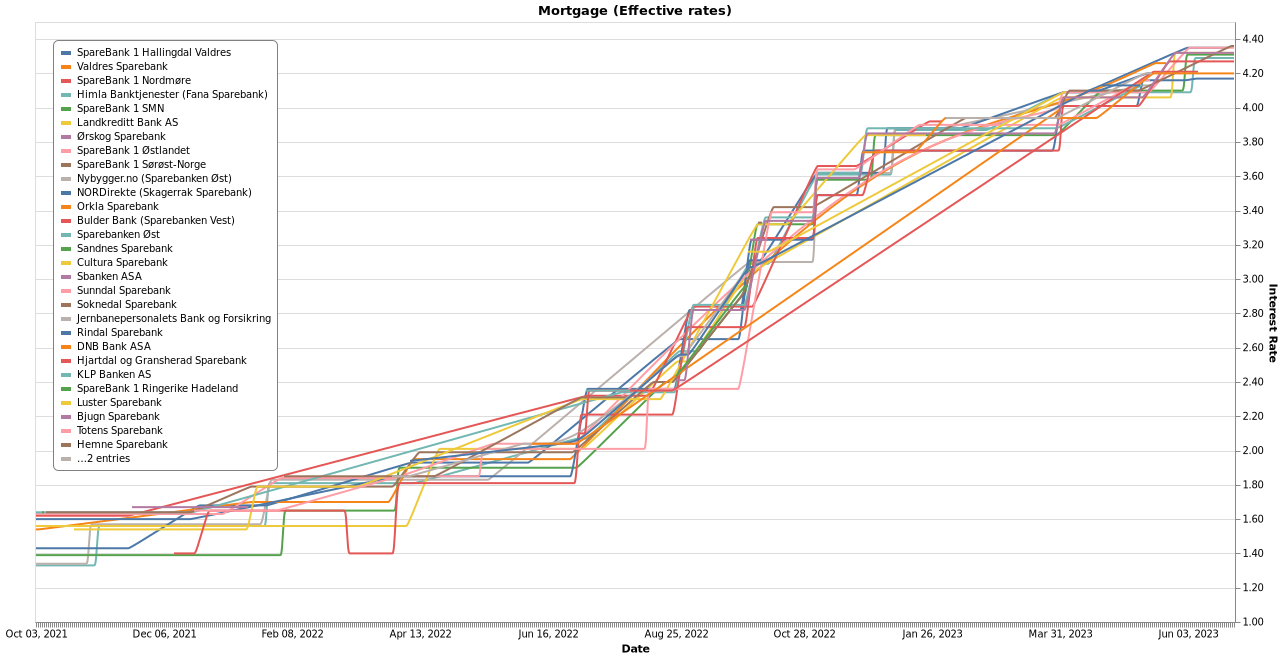 Mortgage (Effective rates)
SpareBank 1 Hallingdal Valdres
Valdres Sparebank
SpareBank 1 Nordmøre
Himla Banktjenester (Fana Sparebank)
SpareBank 1 SMN
Landkreditt Bank AS
Ørskog Sparebank
SpareBank 1 Østlandet
SpareBank 1 Sørøst-Norge
Nybygger.no (Sparebanken Øst)
NORDirekte (Skagerrak Sparebank)
Orkla Sparebank
Bulder Bank (Sparebanken Vest)
Sparebanken Øst
Sandnes Sparebank
Cultura Sparebank
Sbanken ASA
Sunndal Sparebank
Soknedal Sparebank
Jernbanepersonalets Bank og Forsikring
Rindal Sparebank
DNB Bank ASA
Hjartdal og Gransherad Sparebank
KLP Banken AS
SpareBank 1 Ringerike Hadeland
Luster Sparebank
Bjugn Sparebank
Totens Sparebank
Hemne Sparebank
...2 entries
4.40
4.20
4.00
3.80
3.60
3.40
3.20
3.00
2.80
2.60
2.40
2.20
2.00
1.80
1.60
1.40
1.20
1.00
Interest Rate
Oct 03, 2021 Dec 06, 2021 Feb 08, 2022 Apr 13, 2022 Jun 16, 2022 Aug 25, 2022 Oct 28, 2022 Jan 26, 2023 Mar 31, 2023 Jun 03, 2023
Date